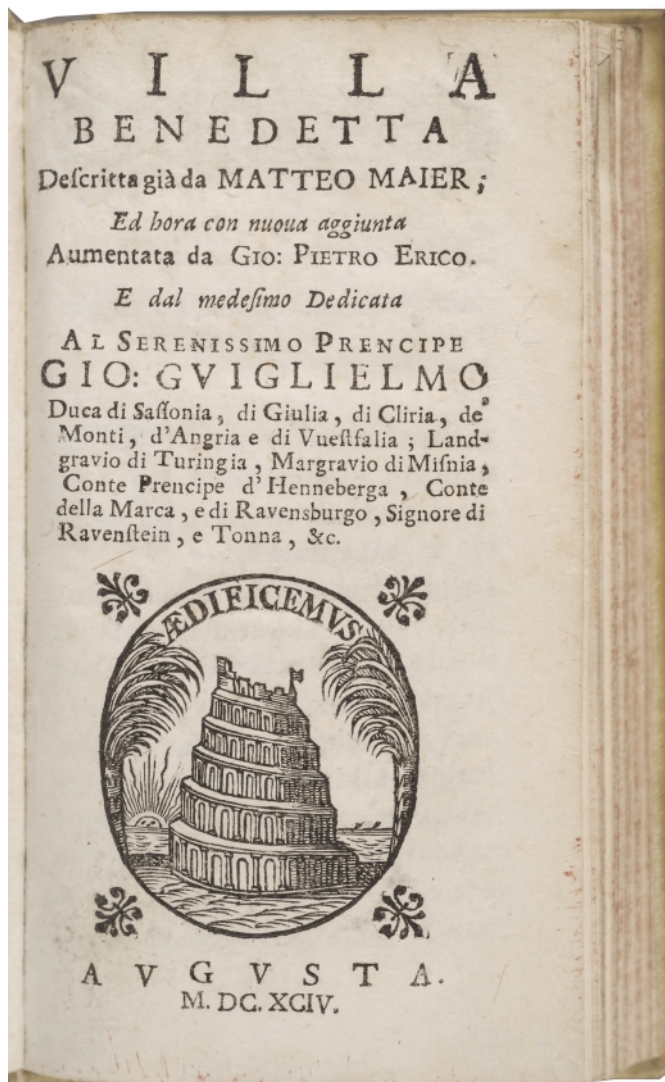 VILLA
BENEDETTA
Deſcritta già da MATTEO MAIER;
Ed hora con nuoua aggiunta
Aumentata da GIO: PIETRO ERICO.
E dal medeſimo Dedicata
AL SERENISSIMO PRENCIPE
GIO: GVIGLIELMO
Duca di Saſſonia, di Giulia, di Cliria, de'
Monti, d'Angria e di Vueſtfalia; Land-
gravio di Turingia, Margravio di Miſnia,
Conte Prencipe d'Henneberga, Conte
della Marca, e di Ravensburgo, Signore di
Ravenſtein, e Tonna, &c.
ÆDIFICEMVS
AVGVSTA.
M. DC. XCIV.